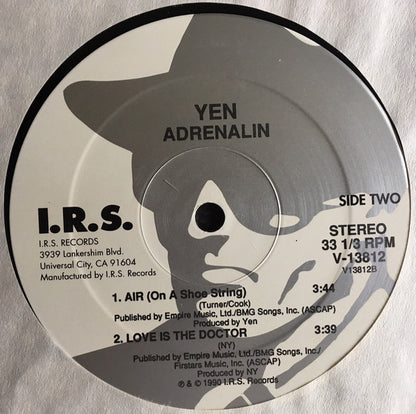 YEN
ADRENALIN
I.R.S.
I.R.S. RECORDS
3939 Lankershim Blvd.
Universal City, CA 91604
Manufactured by I.R.S. Records
SIDE TWO
STEREO
33 1/3 RPM
V-13812
V13812B
1. AIR (On A Shoe String) 3:44
(Turner/Cook)
Published by Empire Music, Ltd./BMG Songs, Inc. (ASCAP)
Produced by Yen
2. LOVE IS THE DOCTOR 3:39
(NY)
Published by Empire Music, Ltd./BMG Songs, Inc./
Firstars Music, Inc. (ASCAP)
Produced by NY
℗ & © 1990 I.R.S. Records